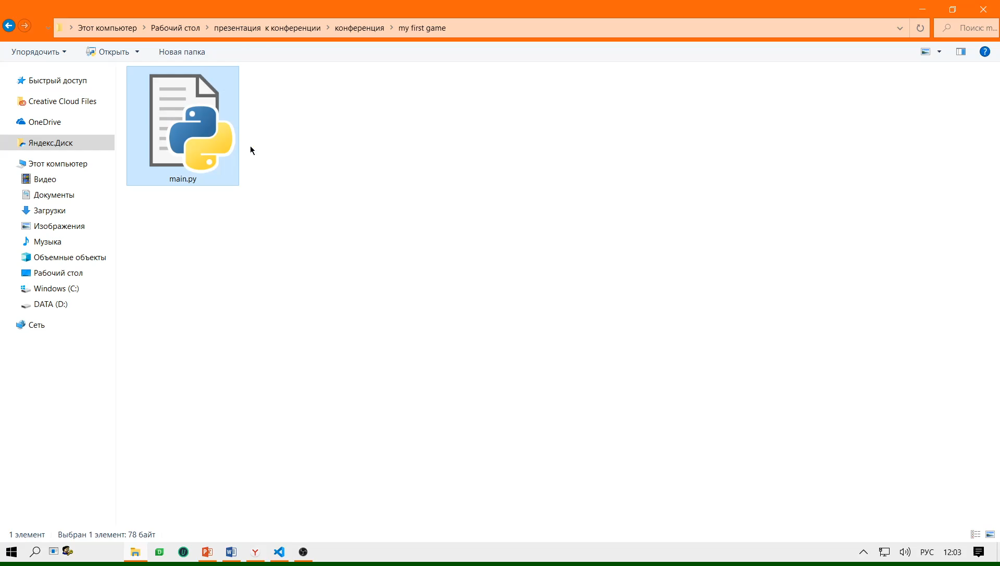 Этот компьютер Рабочий стол презентация к конференции конференция my first game
Поиск: m...
Упорядочить Открыть Новая папка
Быстрый доступ
Creative Cloud Files
OneDrive
Яндекс.Диск
Этот компьютер
Видео
Документы
Загрузки
Изображения
Музыка
Объемные объекты
Рабочий стол
Windows (C:)
DATA (D:)
Сеть
main.py
1 элемент Выбран 1 элемент: 78 байт
РУС 12:03